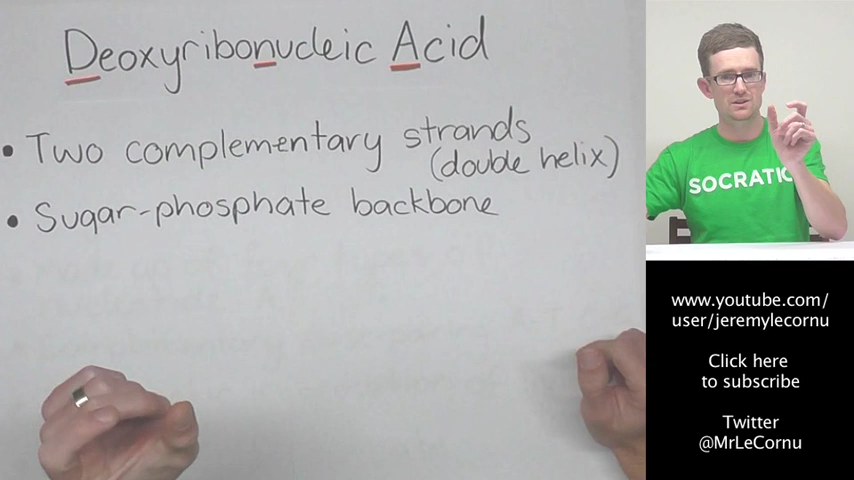 Deoxyribonucleic Acid
• Two complementary strands
(double helix)
• Sugar-phosphate backbone
SOCRATIC
www.youtube.com/
user/jeremylecornu
Click here
to subscribe
Twitter
@MrLeCornu